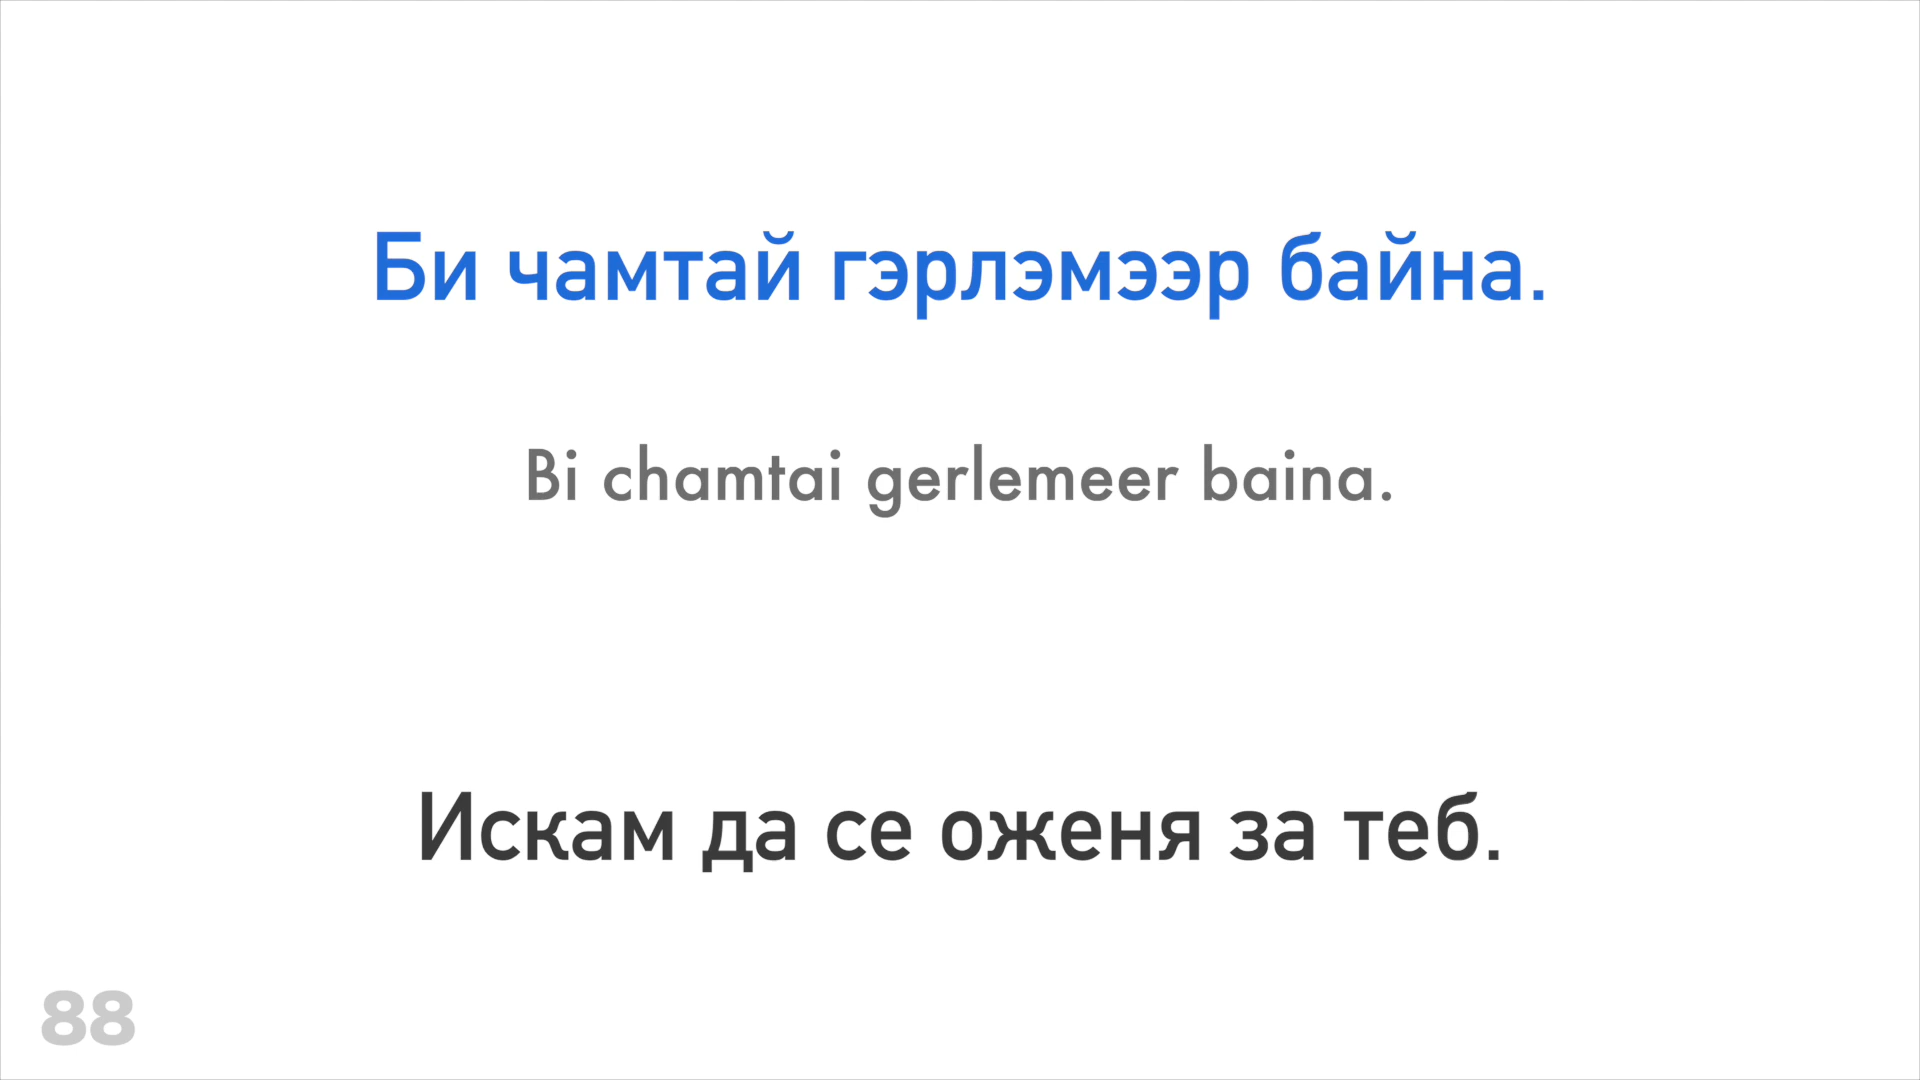 Би чамтай гэрлэмээр байна.
Bi chamtai gerlemeer baina.
Искам да се оженя за теб.
88